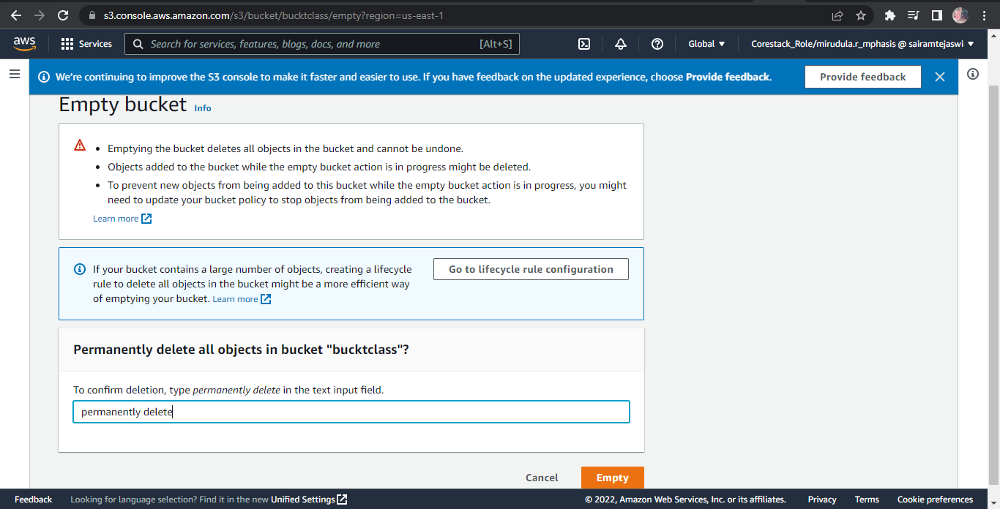 s3.console.aws.amazon.com/s3/bucket/bucktclass/empty?region=us-east-1
aws
Services
Search for services, features, blogs, docs, and more
[Alt+S]
Global
Corestack_Role/mirudula.r_mphasis @ sairamtejaswi
We're continuing to improve the S3 console to make it faster and easier to use. If you have feedback on the updated experience, choose Provide feedback.
Provide feedback
Empty bucket
Info
Emptying the bucket deletes all objects in the bucket and cannot be undone.
Objects added to the bucket while the empty bucket action is in progress might be deleted.
To prevent new objects from being added to this bucket while the empty bucket action is in progress, you might
need to update your bucket policy to stop objects from being added to the bucket.
Learn more
If your bucket contains a large number of objects, creating a lifecycle
rule to delete all objects in the bucket might be a more efficient way
of emptying your bucket. Learn more
Go to lifecycle rule configuration
Permanently delete all objects in bucket "bucktclass"?
To confirm deletion, type permanently delete in the text input field.
permanently delete
Cancel
Empty
Feedback
Looking for language selection? Find it in the new Unified Settings
© 2022, Amazon Web Services, Inc. or its affiliates.
Privacy
Terms
Cookie preferences